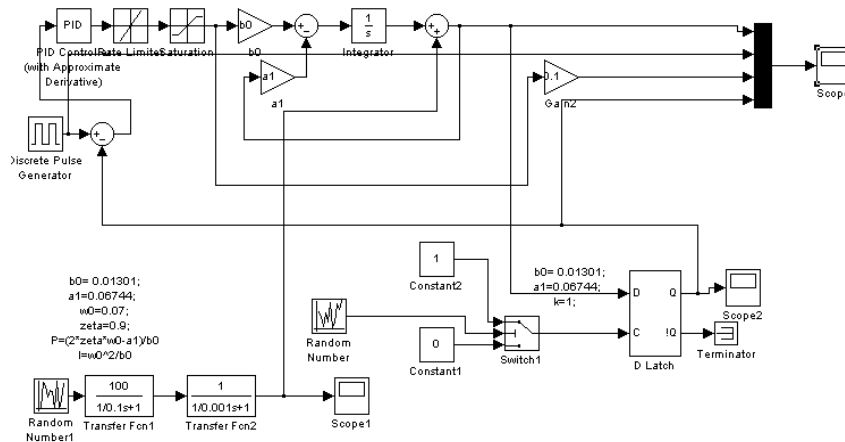 PID
PID Controller
(with Approximate
Derivative)
Rate Limiter
Saturation
b0
b0
1
s
Integrator
a1
a1
0.1
Gain2
Scope
Discrete Pulse
Generator
b0= 0.01301;
a1=0.06744;
w0=0.07;
zeta=0.9;
P=(2*zeta*w0-a1)/b0
I=w0^2/b0
1
Constant2
Random
Number
0
Constant1
Switch1
b0= 0.01301;
a1=0.06744;
k=1;
D
Q
C
!Q
D Latch
Scope2
Terminator
Random
Number1
100
1/0.1s+1
Transfer Fcn1
1
1/0.001s+1
Transfer Fcn2
Scope1